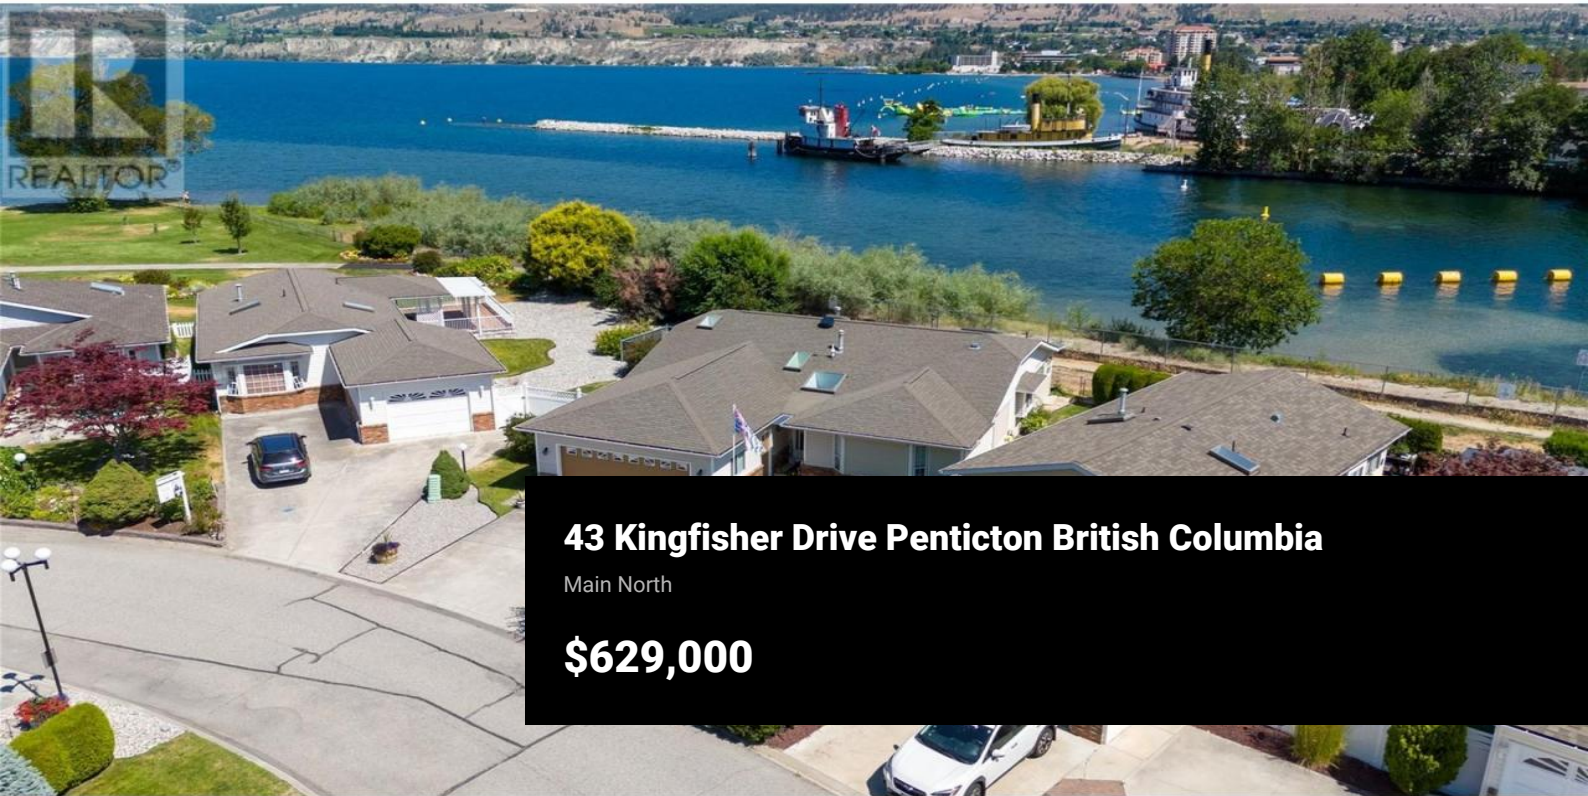 R
REALTOR®
43 Kingfisher Drive Penticton British Columbia
Main North
$629,000